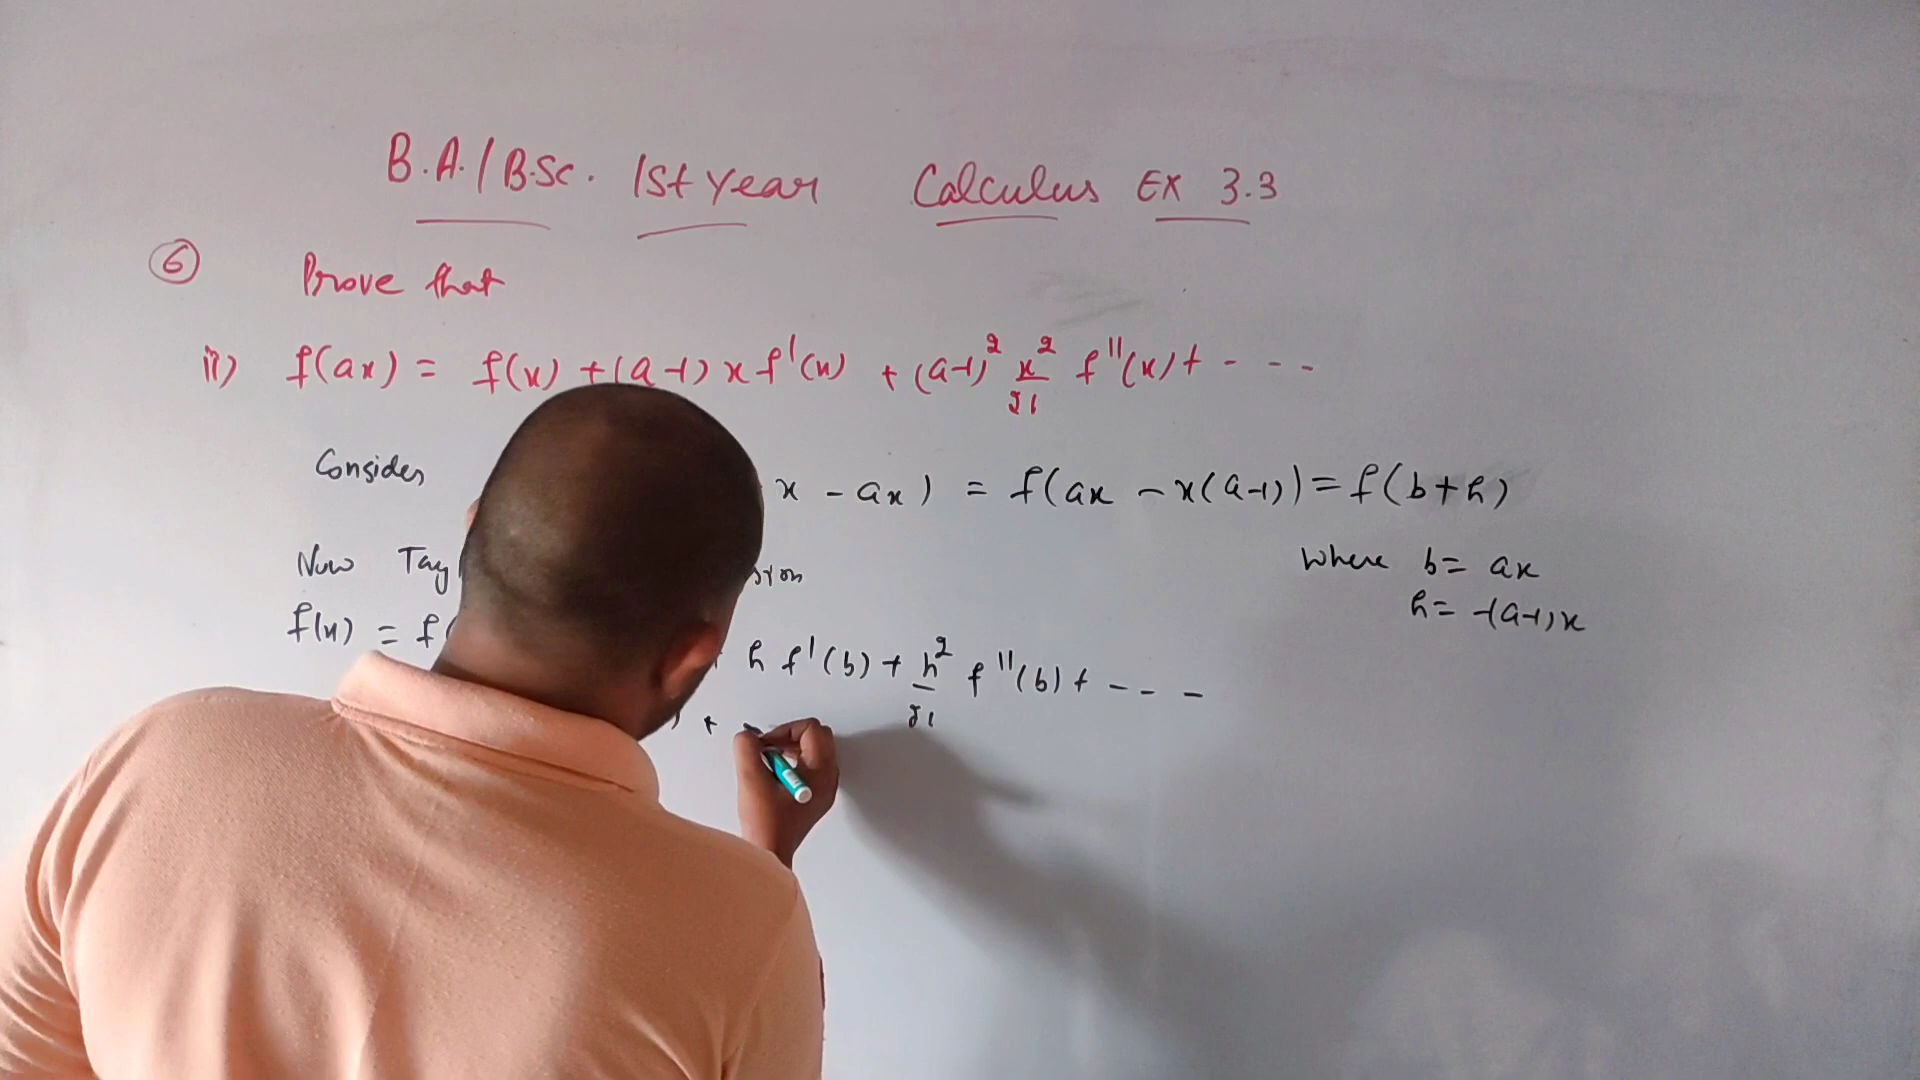 B.A./B.Sc. 1st year Calculus EX 3.3
6 Prove that
ii) f(ax) = f(x) + (a-1) x f'(x) + (a-1)² x²/2! f''(x) + - - -
Consider x - ax) = f(ax - x(a-1)) = f(b+h)
Now where b = ax
f(x) = f( h = -(a-1)x
h f'(b) + h²/2! f''(b) + - - -
) +